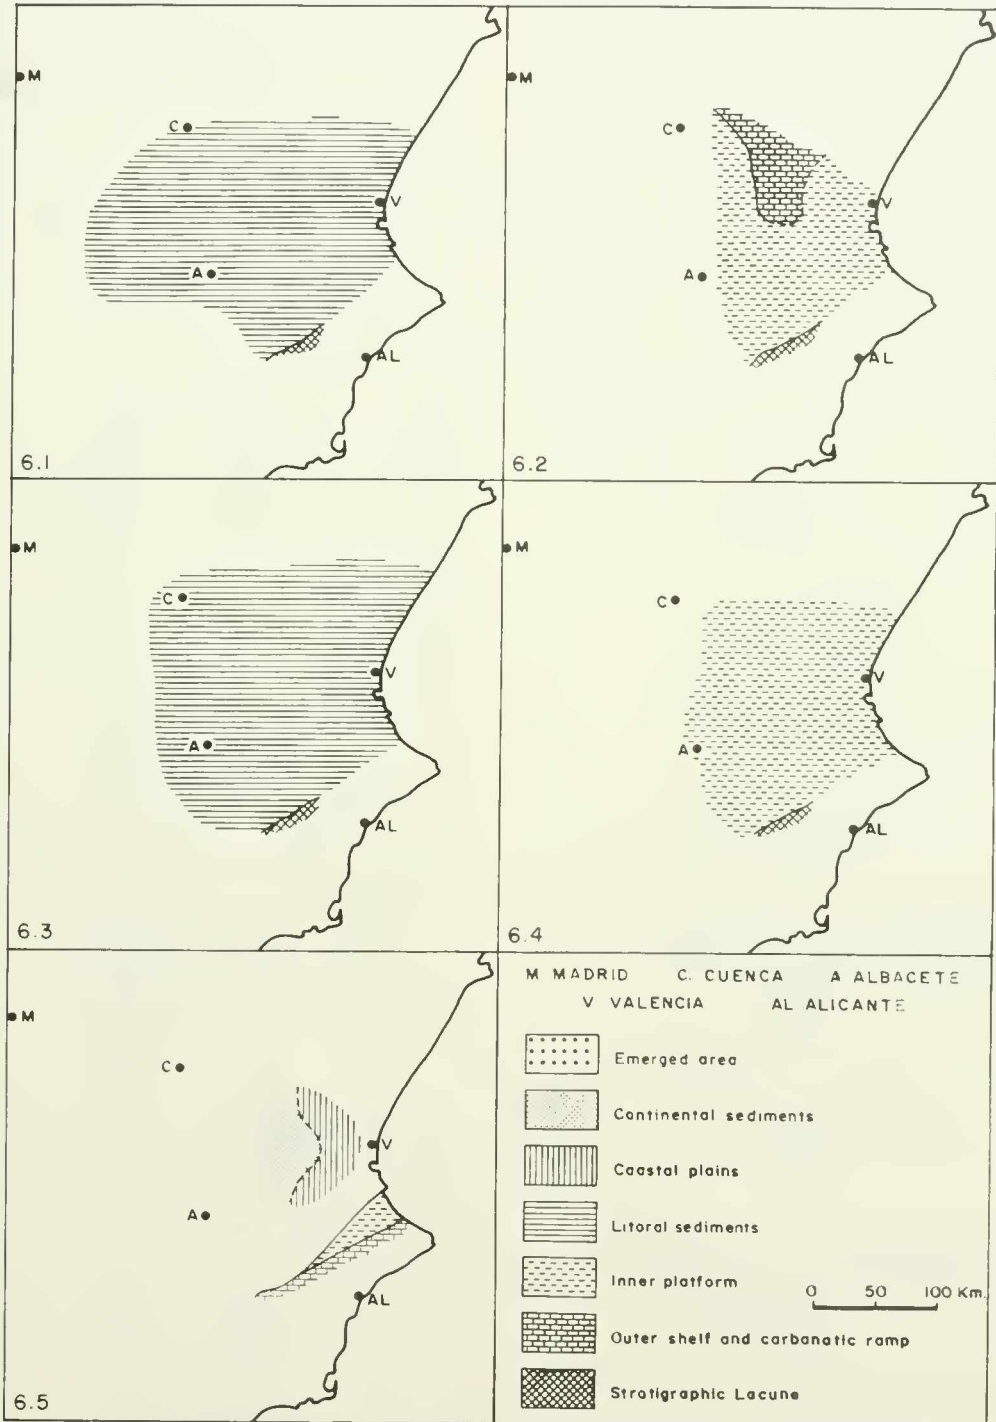 M
C
V
A
AL
6.1
M
C
V
A
AL
6.2
M
C
V
A
AL
6.3
M
C
V
A
AL
6.4
M
C
V
A
AL
6.5
M MADRID C. CUENCA A ALBACETE
V VALENCIA AL ALICANTE
Emerged area
Continental sediments
Coastal plains
Litoral sediments
Inner platform
0 50 100 Km.
Outer shelf and carbanatic ramp
Stratigraphic Lacune